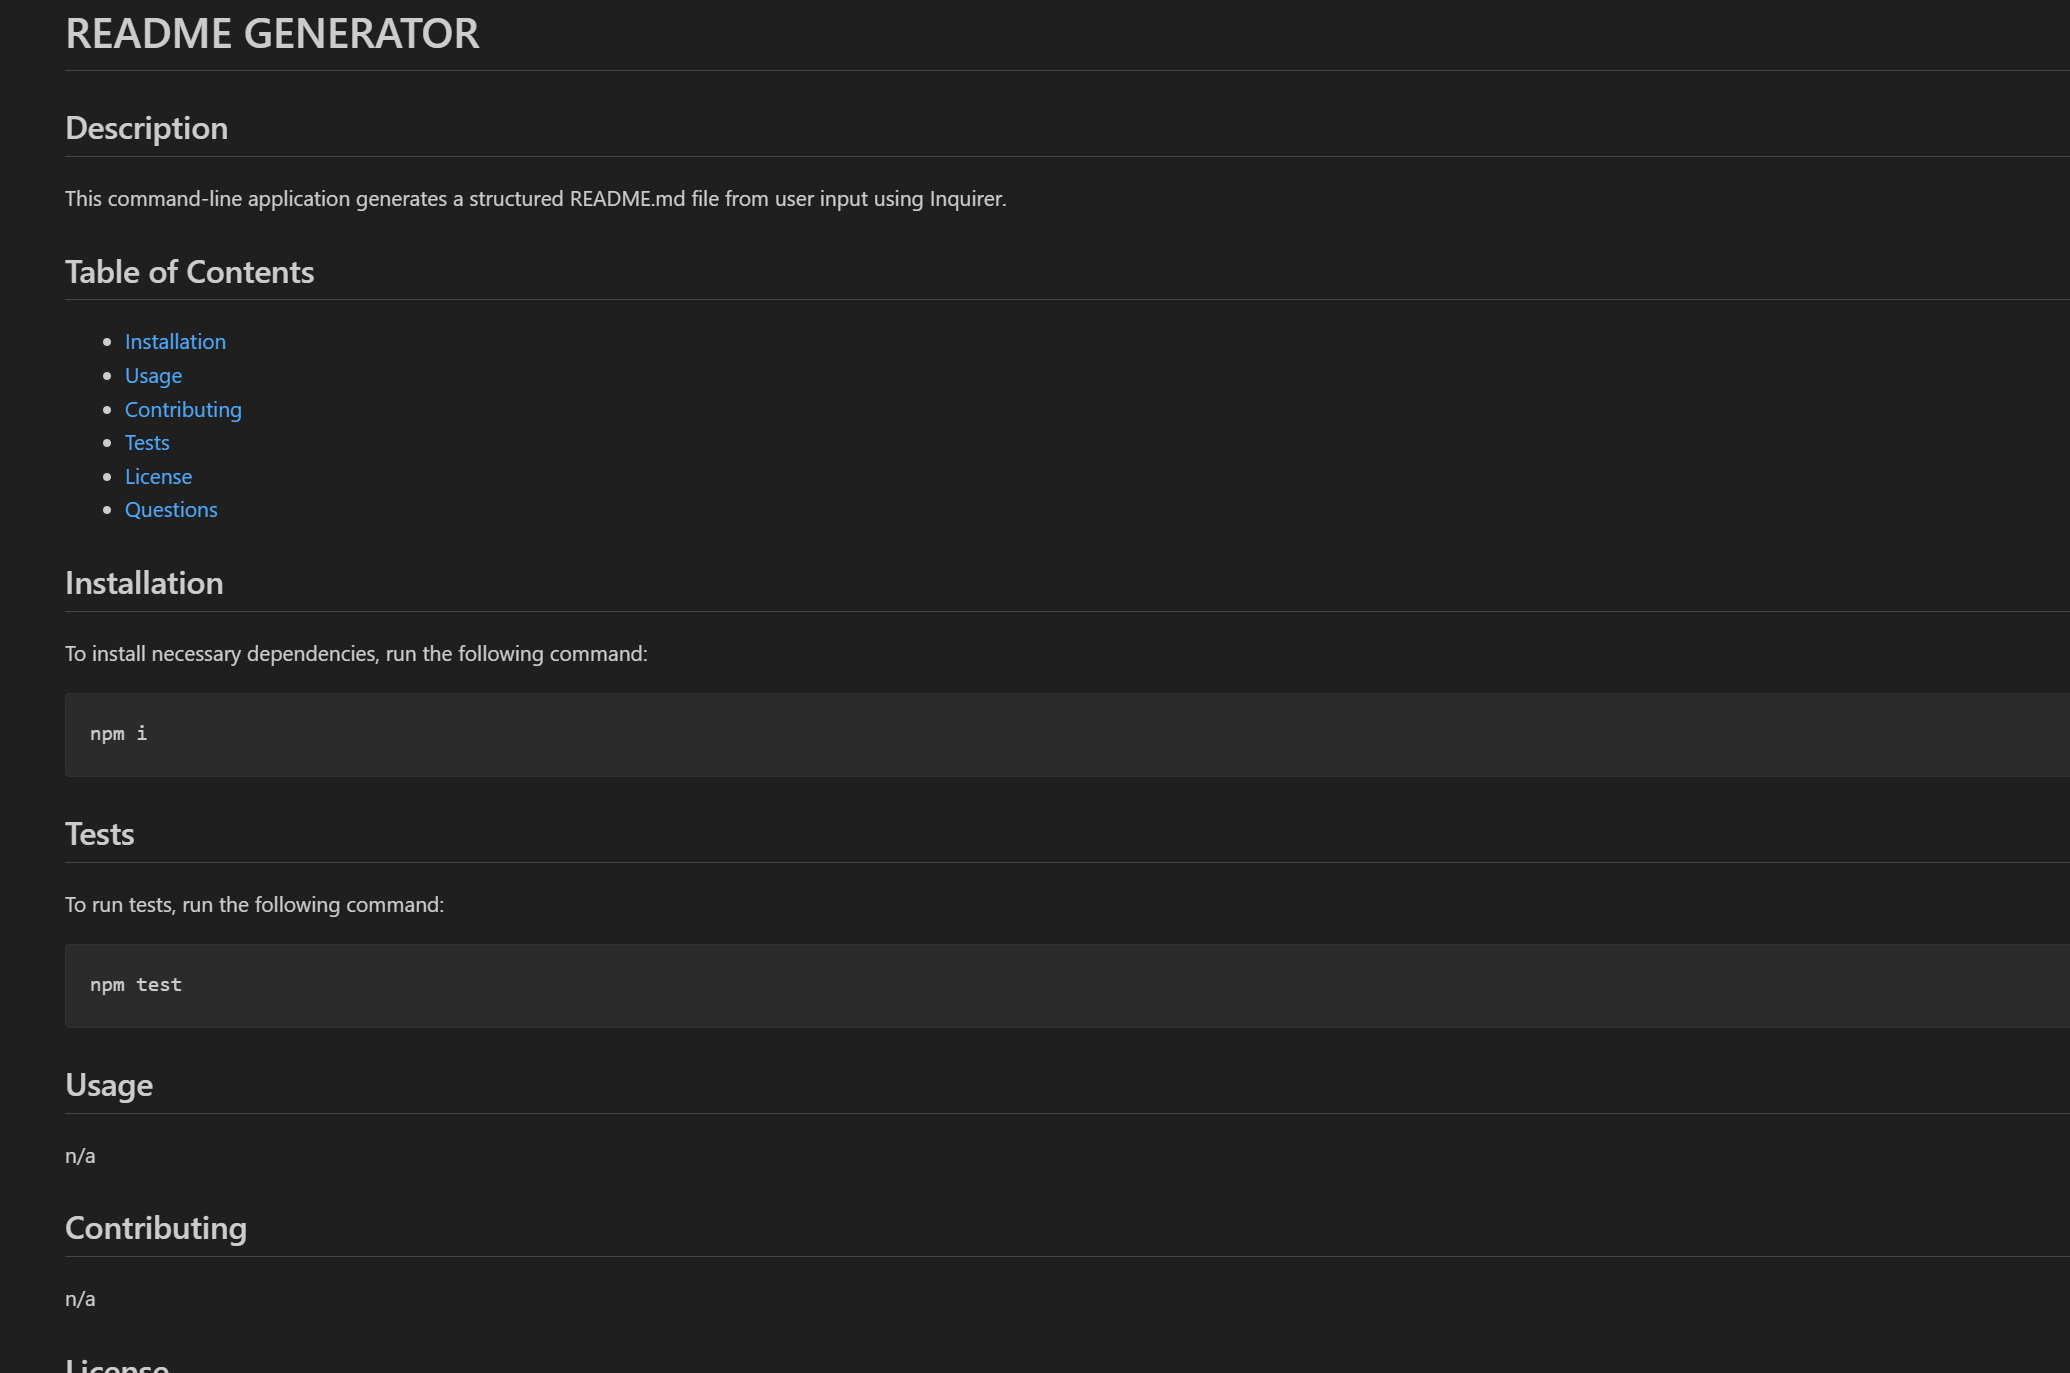 README GENERATOR
Description
This command-line application generates a structured README.md file from user input using Inquirer.
Table of Contents
Installation
Usage
Contributing
Tests
License
Questions
Installation
To install necessary dependencies, run the following command:
npm i
Tests
To run tests, run the following command:
npm test
Usage
n/a
Contributing
n/a
License